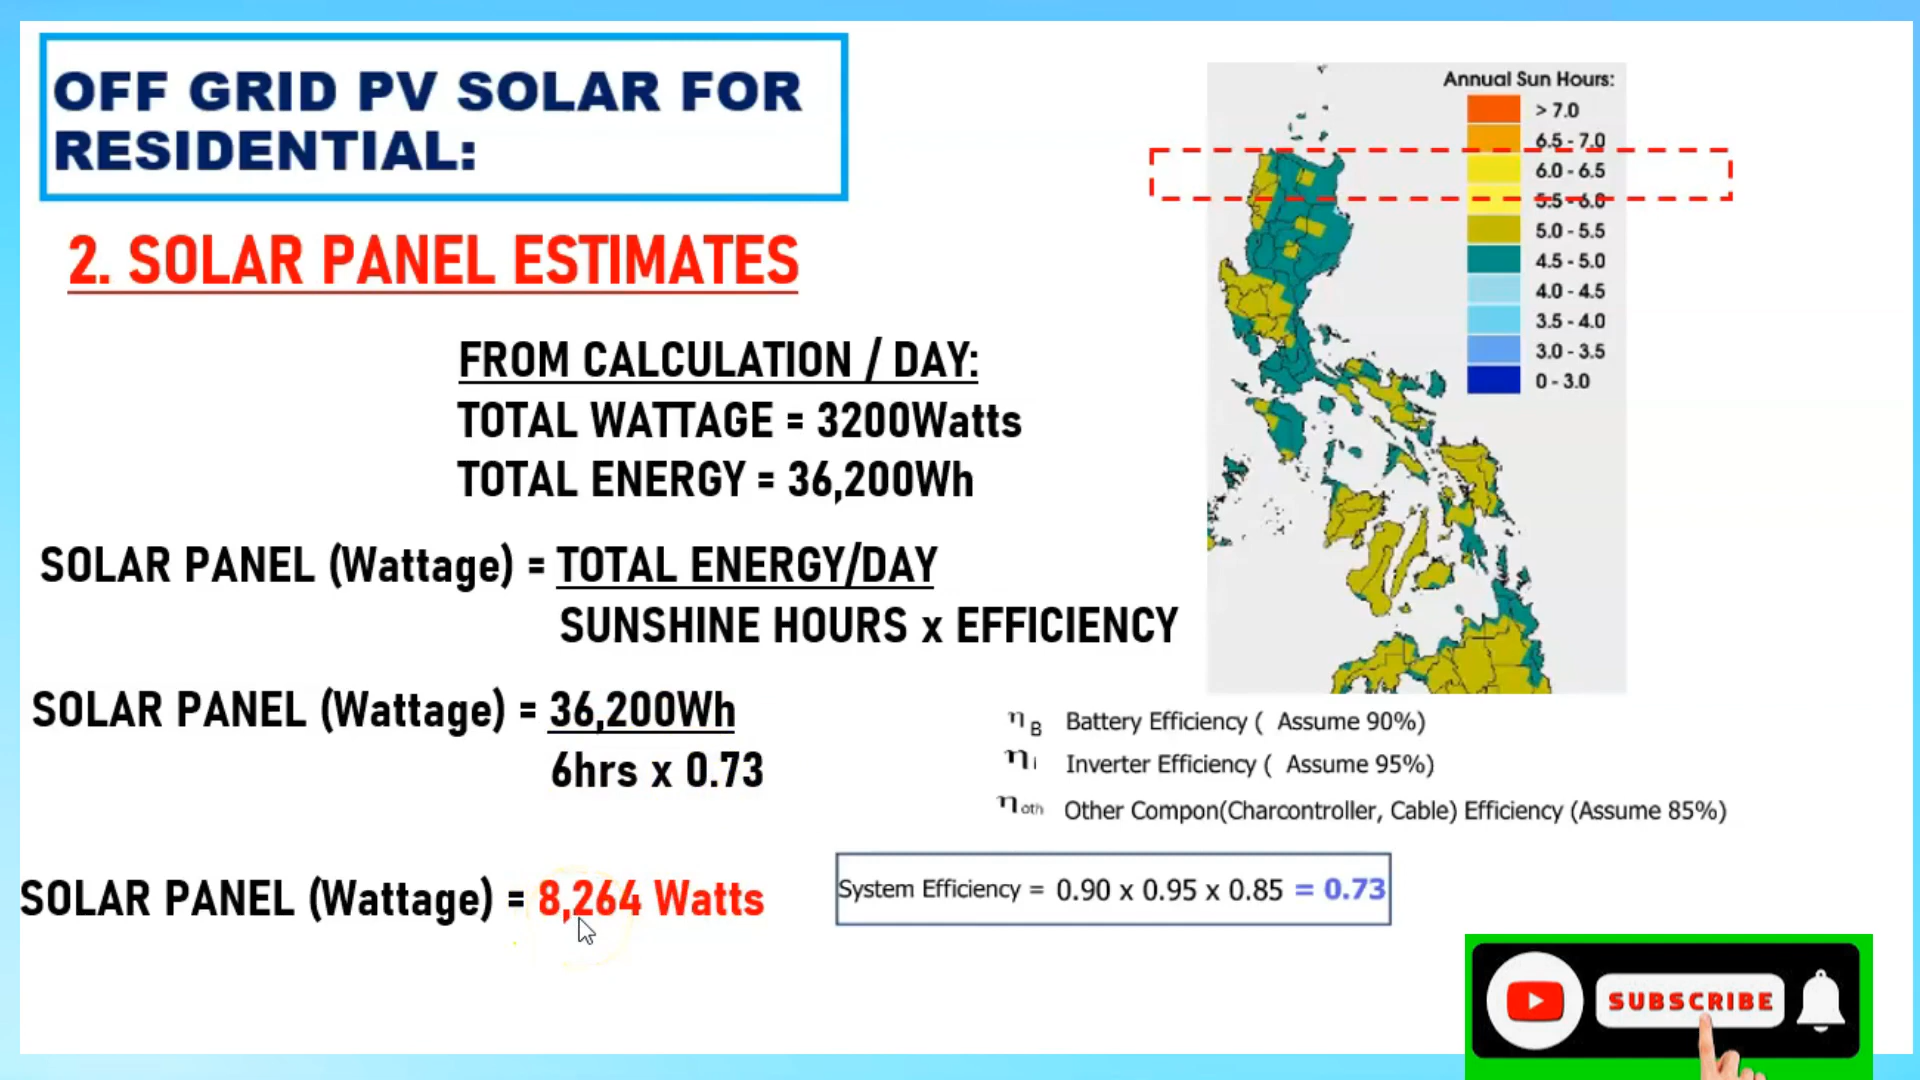 OFF GRID PV SOLAR FOR
RESIDENTIAL:
2. SOLAR PANEL ESTIMATES
FROM CALCULATION / DAY:
TOTAL WATTAGE = 3200Watts
TOTAL ENERGY = 36,200Wh
SOLAR PANEL (Wattage) = TOTAL ENERGY/DAY
SUNSHINE HOURS x EFFICIENCY
SOLAR PANEL (Wattage) = 36,200Wh
6hrs x 0.73
SOLAR PANEL (Wattage) = 8,264 Watts
Annual Sun Hours:
> 7.0
6.5 - 7.0
6.0 - 6.5
5.5 - 6.0
5.0 - 5.5
4.5 - 5.0
4.0 - 4.5
3.5 - 4.0
3.0 - 3.5
0 - 3.0
η B Battery Efficiency ( Assume 90%)
η I Inverter Efficiency ( Assume 95%)
η oth Other Compon(Charcontroller, Cable) Efficiency (Assume 85%)
System Efficiency = 0.90 x 0.95 x 0.85 = 0.73
SUBSCRIBE